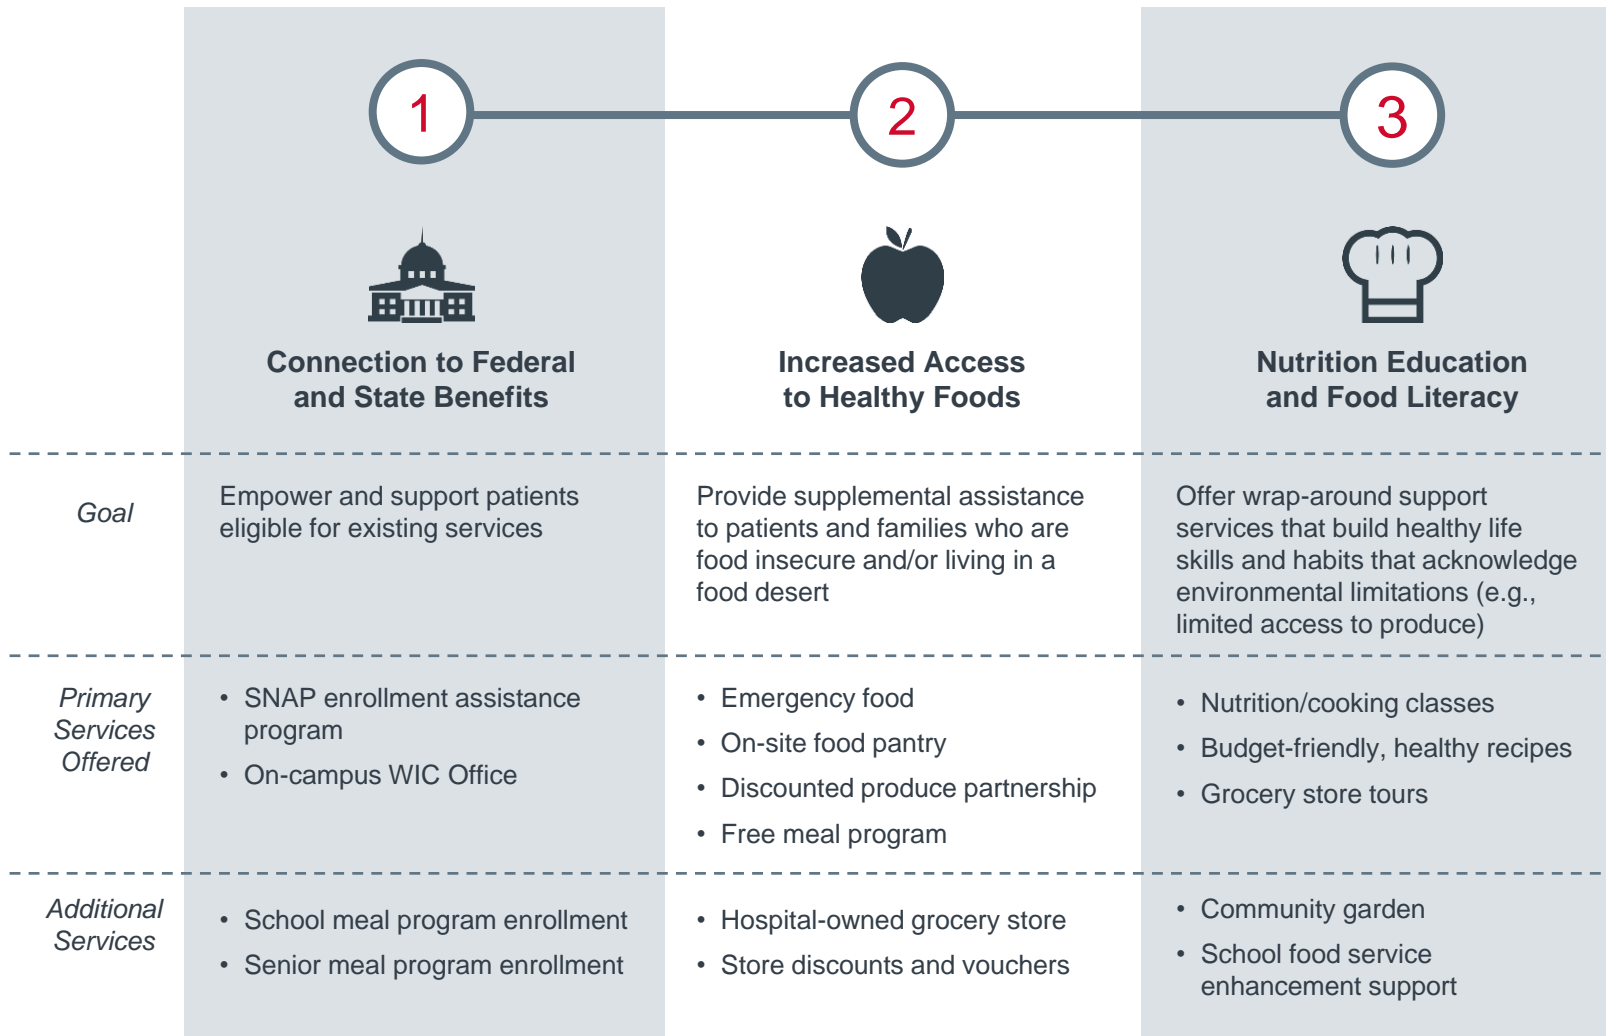 1
2
3
Connection to Federal
and State Benefits
Increased Access
to Healthy Foods
Nutrition Education
and Food Literacy
Goal
Empower and support patients
eligible for existing services
Provide supplemental assistance
to patients and families who are
food insecure and/or living in a
food desert
Offer wrap-around support
services that build healthy life
skills and habits that acknowledge
environmental limitations (e.g.,
limited access to produce)
Primary
Services
Offered
• SNAP enrollment assistance
program
• On-campus WIC Office
• Emergency food
• On-site food pantry
• Discounted produce partnership
• Free meal program
• Nutrition/cooking classes
• Budget-friendly, healthy recipes
• Grocery store tours
Additional
Services
• School meal program enrollment
• Senior meal program enrollment
• Hospital-owned grocery store
• Store discounts and vouchers
• Community garden
• School food service
enhancement support